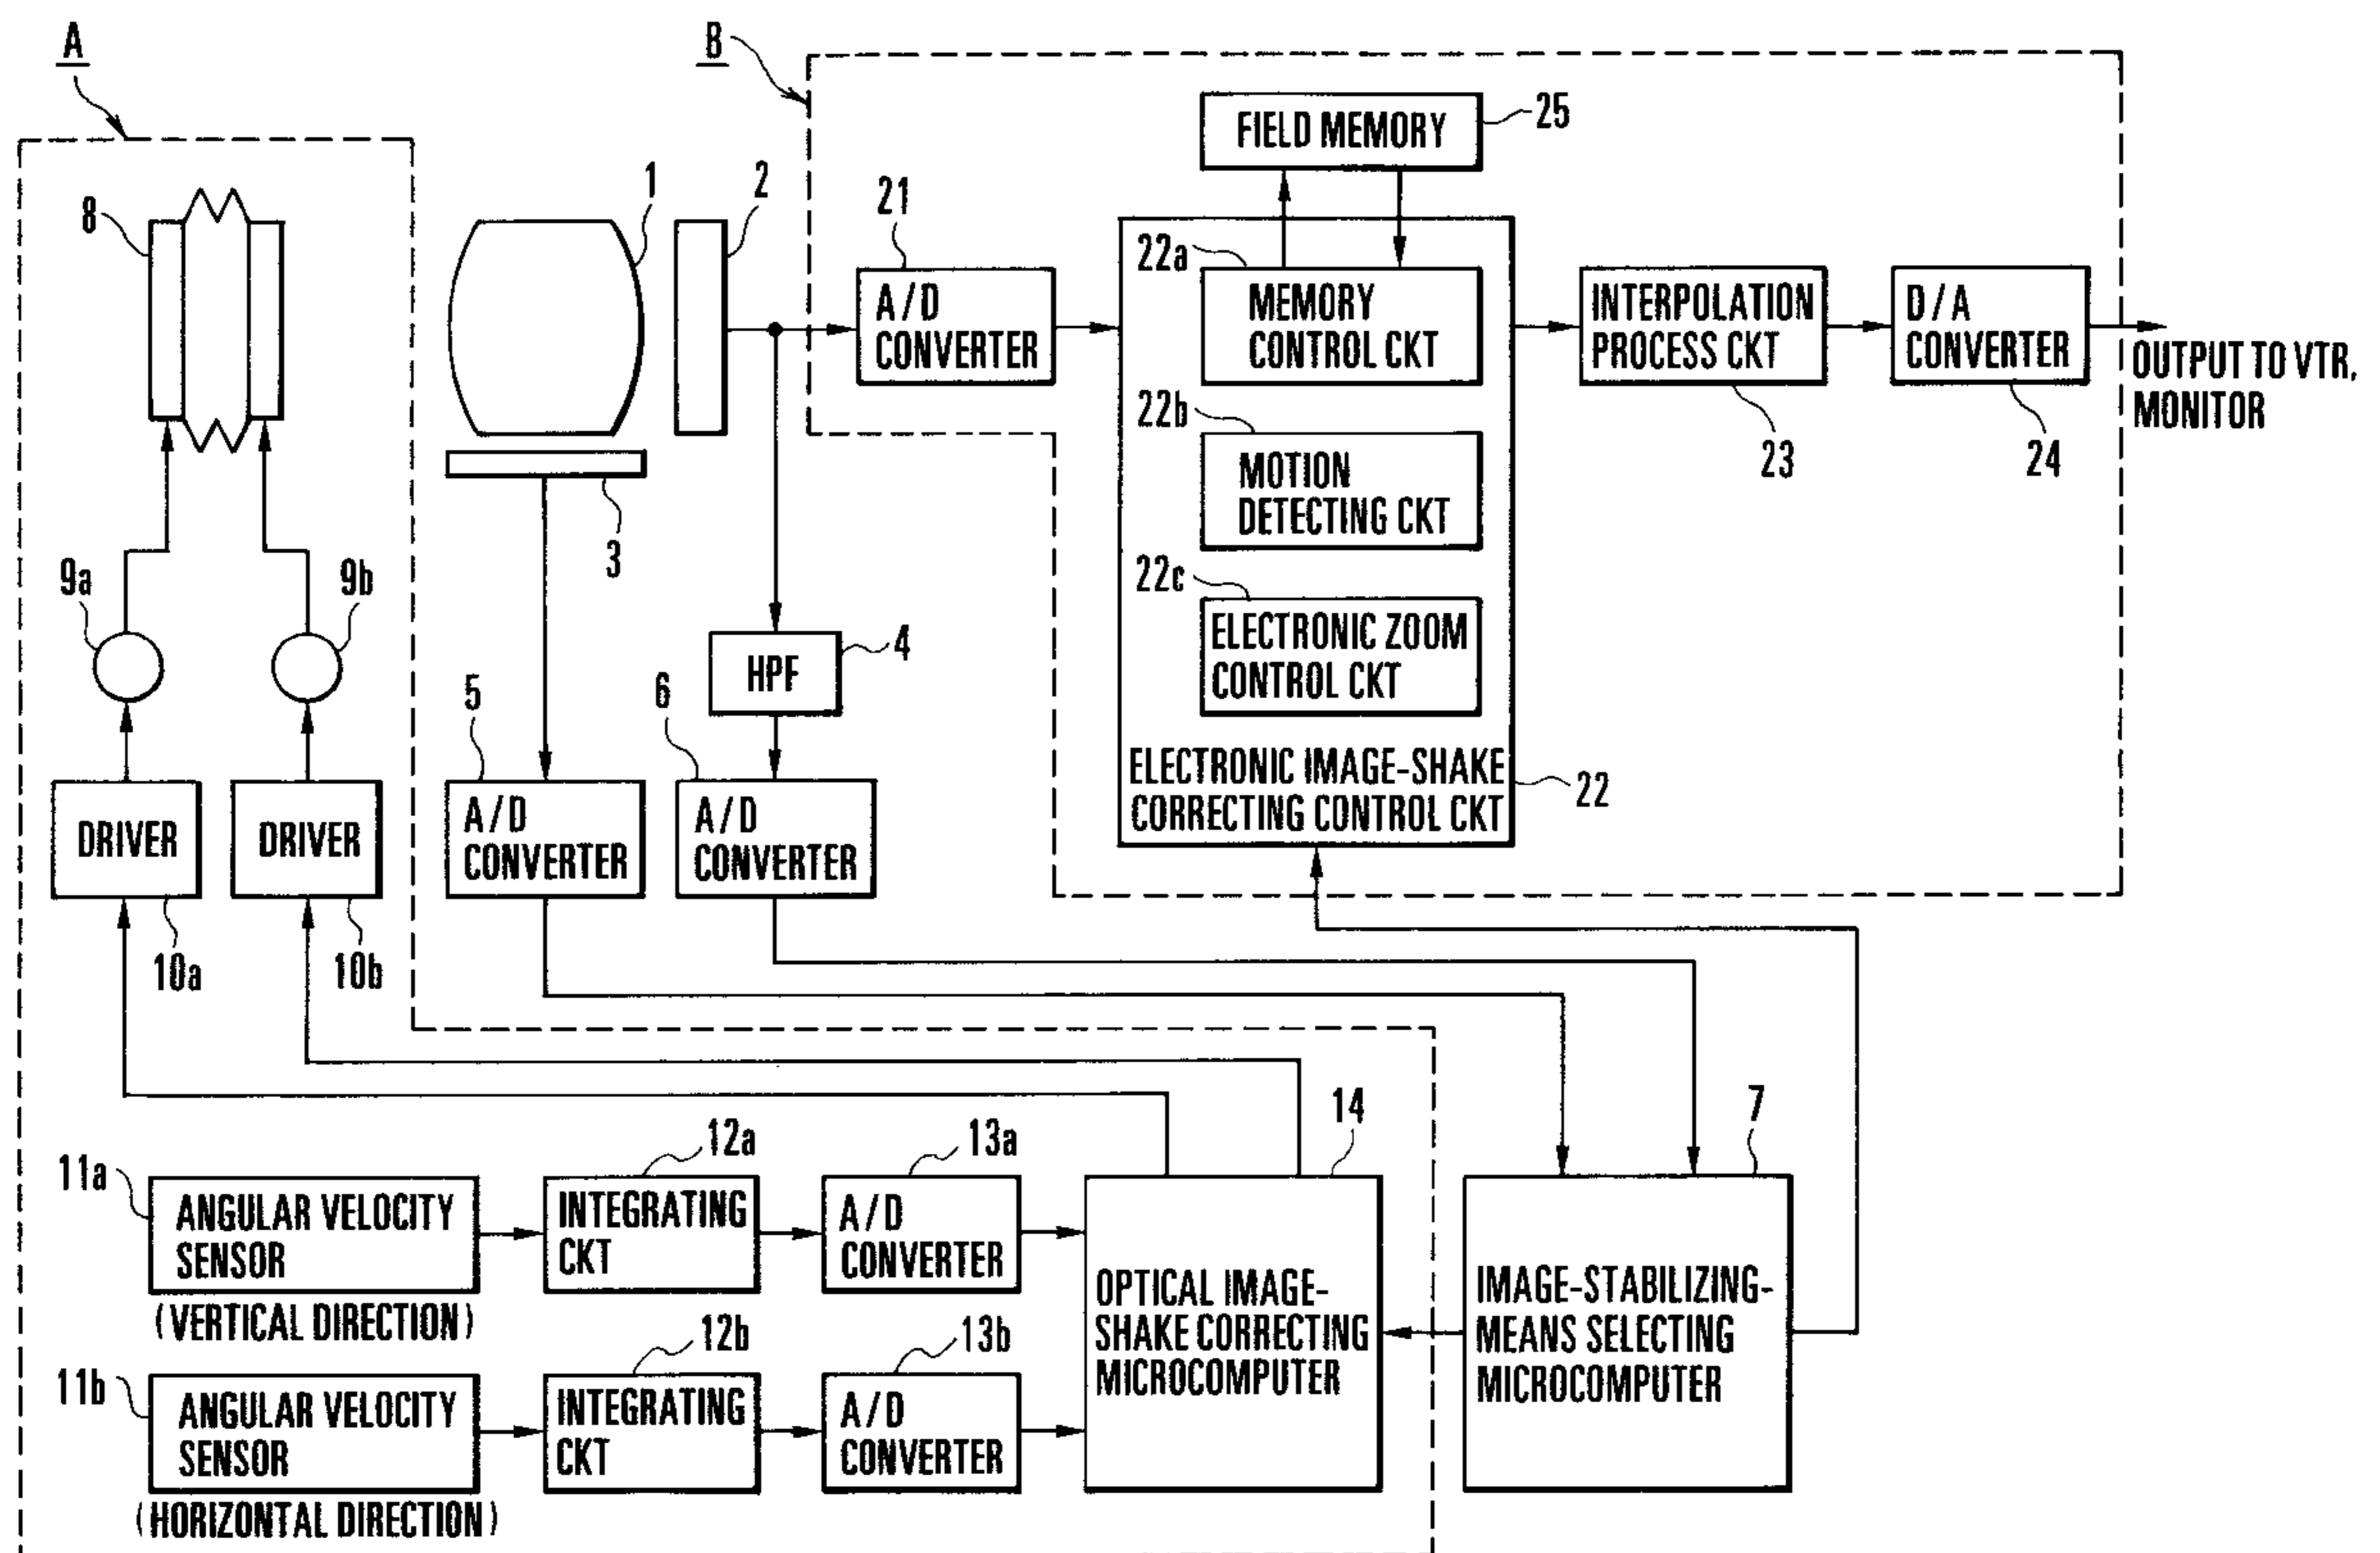 A
B
FIELD MEMORY
25
8
1
2
21
22a
A/D
CONVERTER
MEMORY
CONTROL CKT
INTERPOLATION
PROCESS CKT
D/A
CONVERTER
OUTPUT TO VTR,
MONITOR
22b
23
24
MOTION
DETECTING CKT
3
9a
9b
22c
ELECTRONIC ZOOM
CONTROL CKT
HPF
4
5
6
ELECTRONIC IMAGE-SHAKE
CORRECTING CONTROL CKT
22
DRIVER
DRIVER
A/D
CONVERTER
A/D
CONVERTER
10a
10b
11a
12a
13a
14
7
ANGULAR VELOCITY
SENSOR
(VERTICAL DIRECTION)
INTEGRATING
CKT
A/D
CONVERTER
OPTICAL IMAGE-
SHAKE CORRECTING
MICROCOMPUTER
IMAGE-STABILIZING-
MEANS SELECTING
MICROCOMPUTER
11b
12b
13b
ANGULAR VELOCITY
SENSOR
(HORIZONTAL DIRECTION)
INTEGRATING
CKT
A/D
CONVERTER